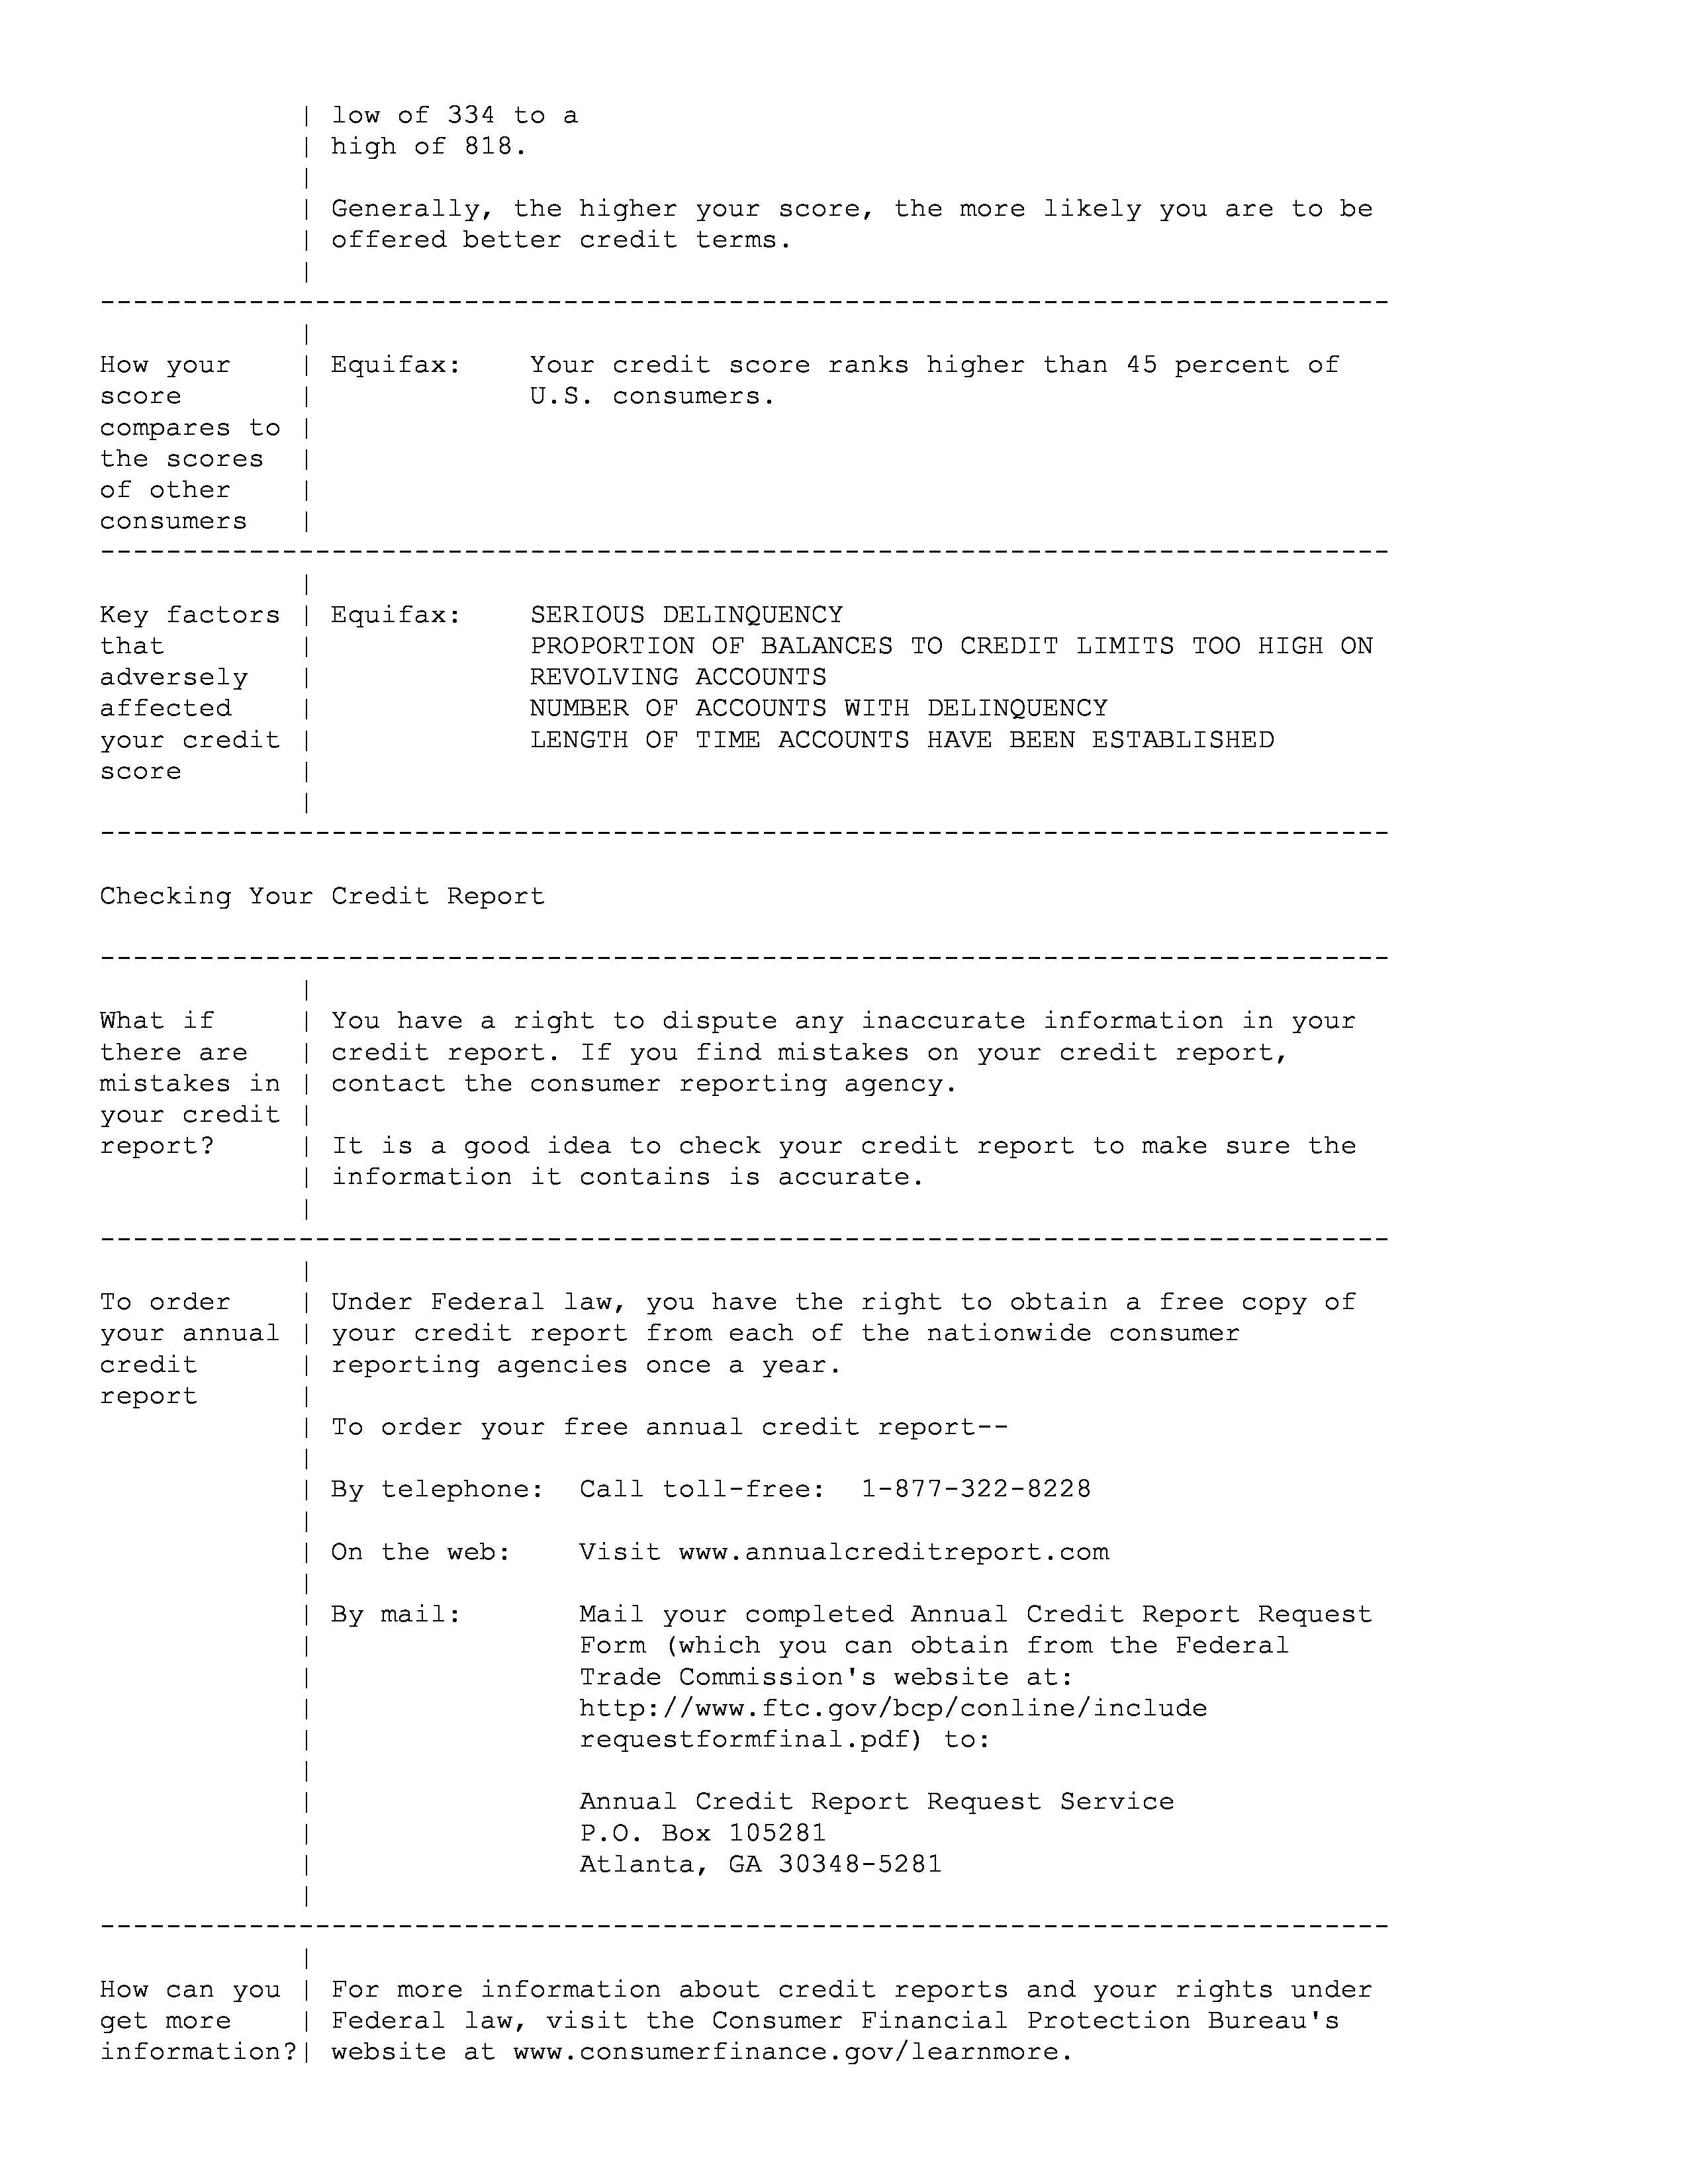 | low of 334 to a
| high of 818.
|
| Generally, the higher your score, the more likely you are to be
| offered better credit terms.
|
------------------------------------------------------------------------------
|
How your | Equifax: Your credit score ranks higher than 45 percent of
score | U.S. consumers.
compares to |
the scores |
of other |
consumers |
------------------------------------------------------------------------------
|
Key factors | Equifax: SERIOUS DELINQUENCY
that | PROPORTION OF BALANCES TO CREDIT LIMITS TOO HIGH ON
adversely | REVOLVING ACCOUNTS
affected | NUMBER OF ACCOUNTS WITH DELINQUENCY
your credit | LENGTH OF TIME ACCOUNTS HAVE BEEN ESTABLISHED
score |
|
------------------------------------------------------------------------------
Checking Your Credit Report
------------------------------------------------------------------------------
|
What if | You have a right to dispute any inaccurate information in your
there are | credit report. If you find mistakes on your credit report,
mistakes in | contact the consumer reporting agency.
your credit |
report? | It is a good idea to check your credit report to make sure the
| information it contains is accurate.
|
------------------------------------------------------------------------------
|
To order | Under Federal law, you have the right to obtain a free copy of
your annual | your credit report from each of the nationwide consumer
credit | reporting agencies once a year.
report |
| To order your free annual credit report--
|
| By telephone: Call toll-free: 1-877-322-8228
|
| On the web: Visit www.annualcreditreport.com
|
| By mail: Mail your completed Annual Credit Report Request
| Form (which you can obtain from the Federal
| Trade Commission's website at:
| http://www.ftc.gov/bcp/conline/include
| requestformfinal.pdf) to:
|
| Annual Credit Report Request Service
| P.O. Box 105281
| Atlanta, GA 30348-5281
|
------------------------------------------------------------------------------
|
How can you | For more information about credit reports and your rights under
get more | Federal law, visit the Consumer Financial Protection Bureau's
information?| website at www.consumerfinance.gov/learnmore.